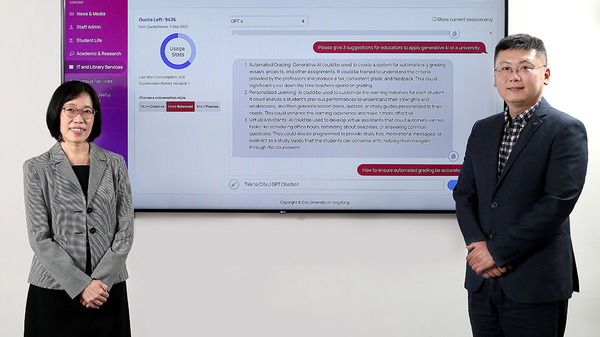 News & Media
Staff Admin
Student Life
Academic & Research
IT and Library Services
Campus Facilities
Useful
Quota Left: 9436
Usage
Stats
Choose a conversation style:
More Creative
More Balanced
More Precise
GPT 4
Show current session only
Please give 3 suggestions for educators to apply generative AI at a university
1. Automated Grading: Generative AI could be used to create a system for automatically grading
essays, projects, and other assignments. It could be trained to understand the criteria
provided by the professors and produce a fair, consistent grade, and feedback. This could
significantly cut down the time teachers spend on grading.
2. Personalized Learning: Generative AI could be used to customize the learning materials for each student.
It could analyze a student's previous performances to understand their strengths and
weaknesses, and then generate lesson plans, quizzes, or study guides personalized to their
needs. This could enhance the learning experience and make it more effective.
3. Virtual Assistants: AI could be used to develop virtual assistants that could automate various
tasks like scheduling office hours, reminding about deadlines, or answering common
questions. They could also be programmed to provide study tips, motivational messages, or
even act as a study buddy that the students can converse with, helping them navigate
through the coursework.
How to ensure automated grading be accurate
Talk to CityU GPT Chatbot
Copyright © City University of Hong Kong